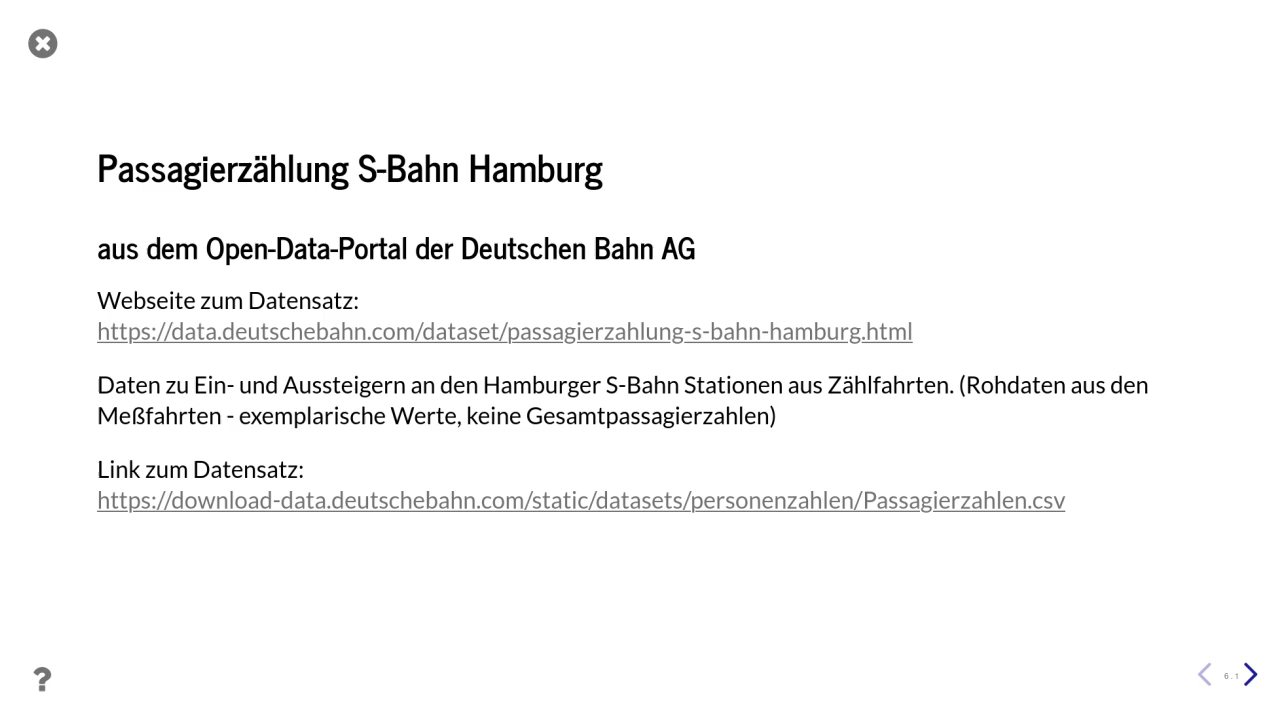 Passagierzählung S-Bahn Hamburg
aus dem Open-Data-Portal der Deutschen Bahn AG
Webseite zum Datensatz:
https://data.deutschebahn.com/dataset/passagierzahlung-s-bahn-hamburg.html
Daten zu Ein- und Aussteigern an den Hamburger S-Bahn Stationen aus Zählfahrten. (Rohdaten aus den
Meßfahrten - exemplarische Werte, keine Gesamtpassagierzahlen)
Link zum Datensatz:
https://download-data.deutschebahn.com/static/datasets/personenzahlen/Passagierzahlen.csv
?
6.1